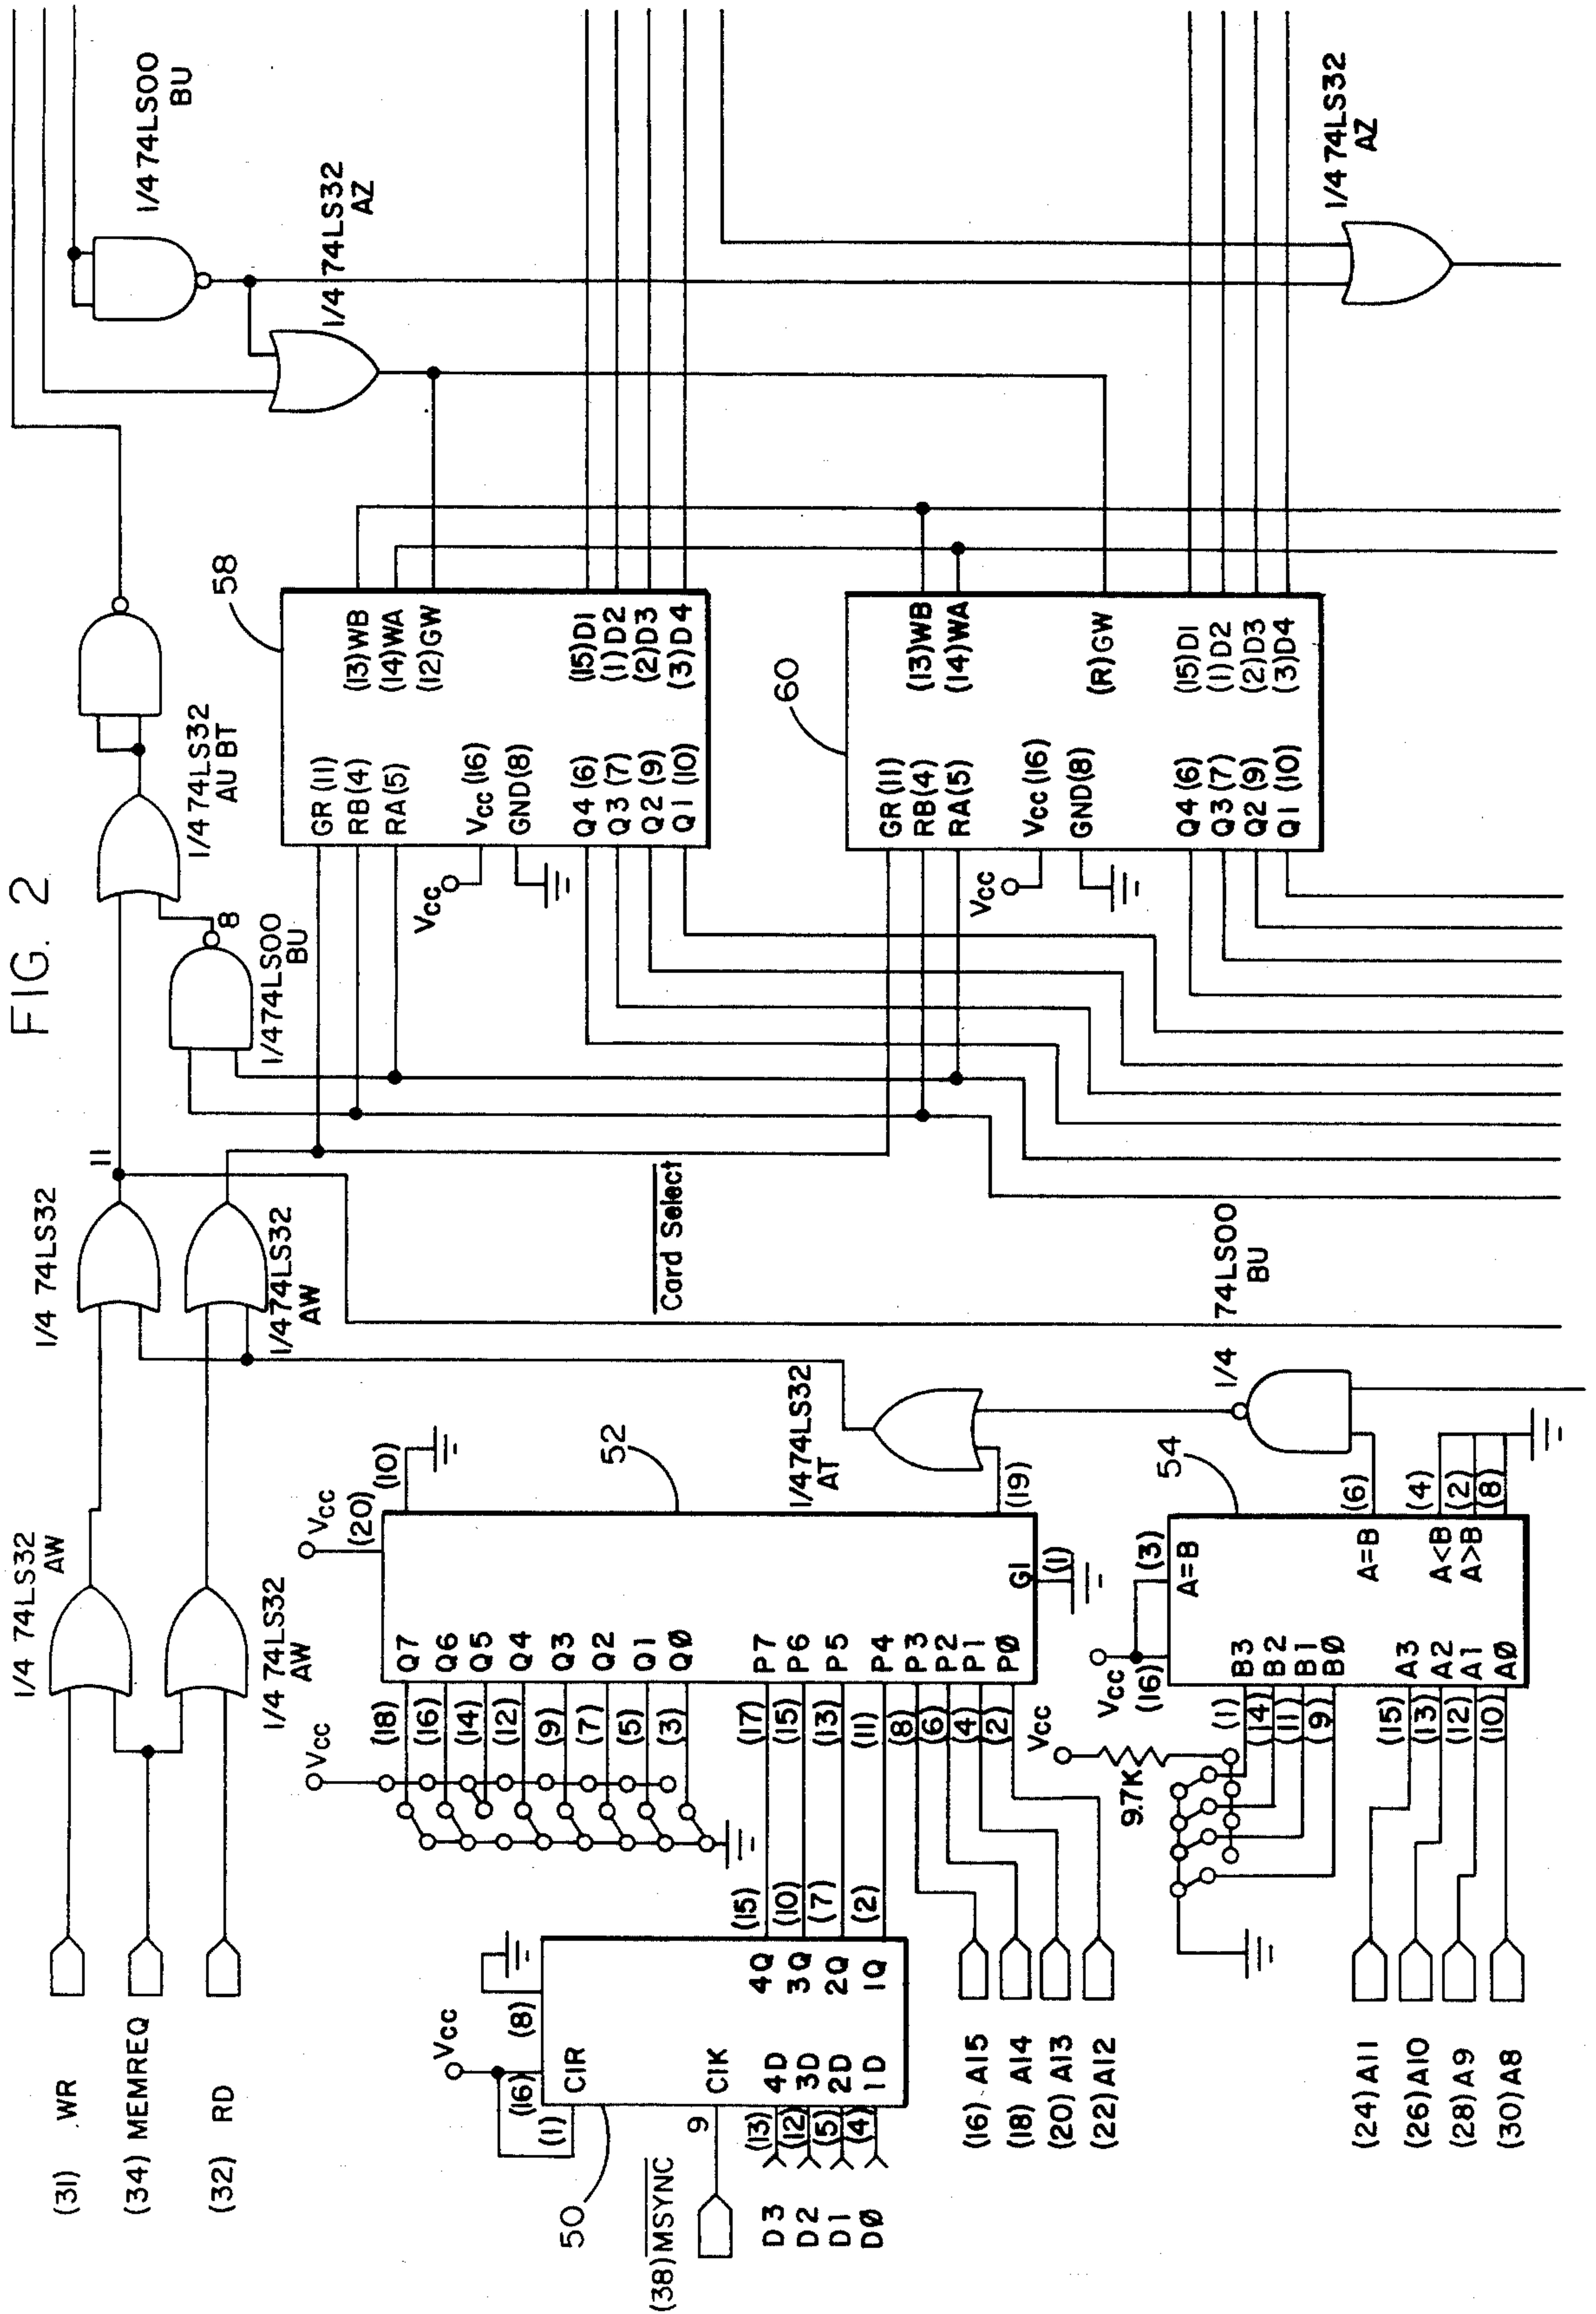 FIG. 2
(31) WR
(34) MEMREQ
(32) RD
1/4 74LS32
AW
1/4 74LS32
AW
1/4 74LS32
1/4 74LS32
AW
11
1/4 74LS00
BU
8
1/4 74LS32
AU BT
1/4 74LS00
BU
1/4 74LS32
AZ
58
GR (11)
RB (4)
RA (5)
Vcc (16)
GND (8)
Q4 (6)
Q3 (7)
Q2 (9)
Q1 (10)
(13) WB
(14) WA
(12) GW
(15) D1
(1) D2
(2) D3
(3) D4
Vcc
60
GR (11)
RB (4)
RA (5)
Vcc (16)
GND (8)
Q4 (6)
Q3 (7)
Q2 (9)
Q1 (10)
(13) WB
(14) WA
(R) GW
(15) D1
(1) D2
(2) D3
(3) D4
Vcc
1/4 74LS32
AZ
Card Select
Vcc
Vcc
(20)
(10)
52
(18) Q7
(16) Q6
(14) Q5
(12) Q4
(9) Q3
(7) Q2
(5) Q1
(3) Q0
(17) P7
(15) P6
(13) P5
(11) P4
(8) P3
(6) P2
(4) P1
(2) P0
G1
(1)
(19)
1/4 74LS32
AT
1/4 74LS00
BU
Vcc
(16)
(8)
(1)
ClR
50
ClK
9
(38) MSYNC
D3 (13) 4D
D2 (12) 3D
D1 (5) 2D
D0 (4) 1D
4Q (15)
3Q (10)
2Q (7)
1Q (2)
(16) A15
(18) A14
(20) A13
(22) A12
Vcc
9.7K
Vcc
(16)
(3)
A=B
54
(1) B3
(14) B2
(11) B1
(9) B0
(15) A3
(13) A2
(12) A1
(10) A0
A=B (6)
A<B (4)
A>B (2)
(8)
(24) A11
(26) A10
(28) A9
(30) A8